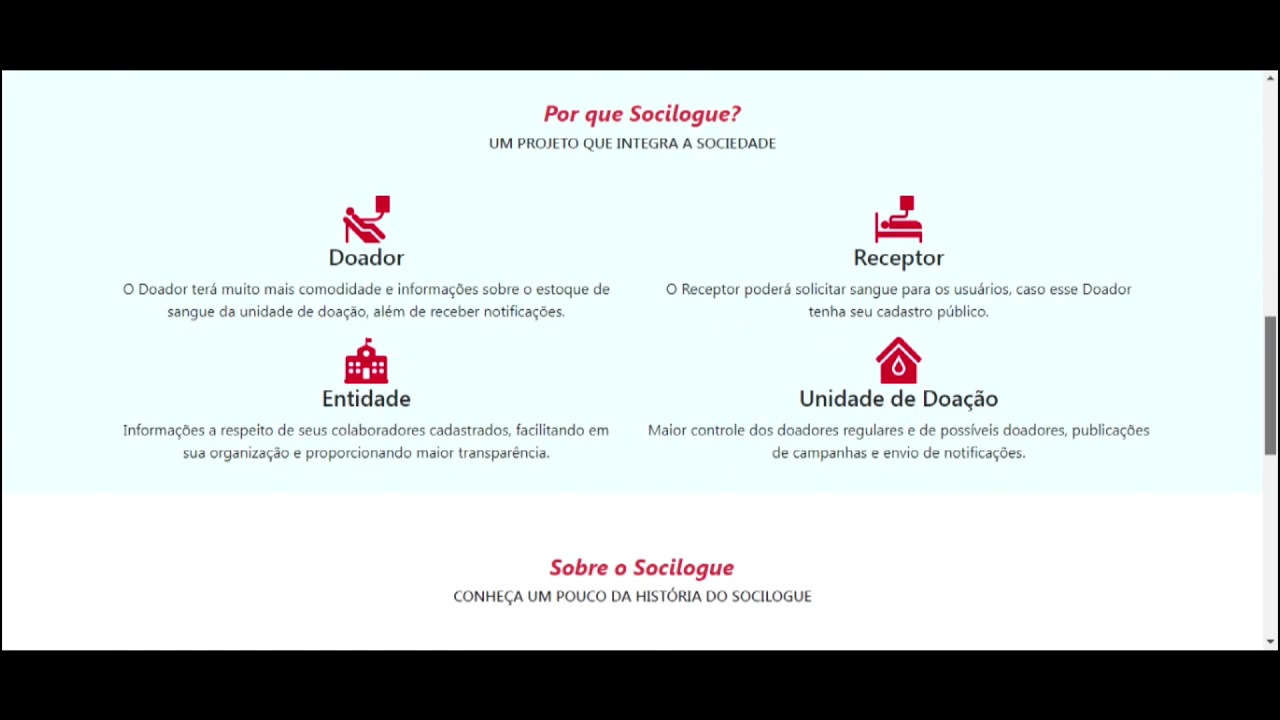 Por que Socilogue?
UM PROJETO QUE INTEGRA A SOCIEDADE
Doador
O Doador terá muito mais comodidade e informações sobre o estoque de
sangue da unidade de doação, além de receber notificações.
Receptor
O Receptor poderá solicitar sangue para os usuários, caso esse Doador
tenha seu cadastro público.
Entidade
Informações a respeito de seus colaboradores cadastrados, facilitando em
sua organização e proporcionando maior transparência.
Unidade de Doação
Maior controle dos doadores regulares e de possíveis doadores, publicações
de campanhas e envio de notificações.
Sobre o Socilogue
CONHEÇA UM POUCO DA HISTÓRIA DO SOCILOGUE